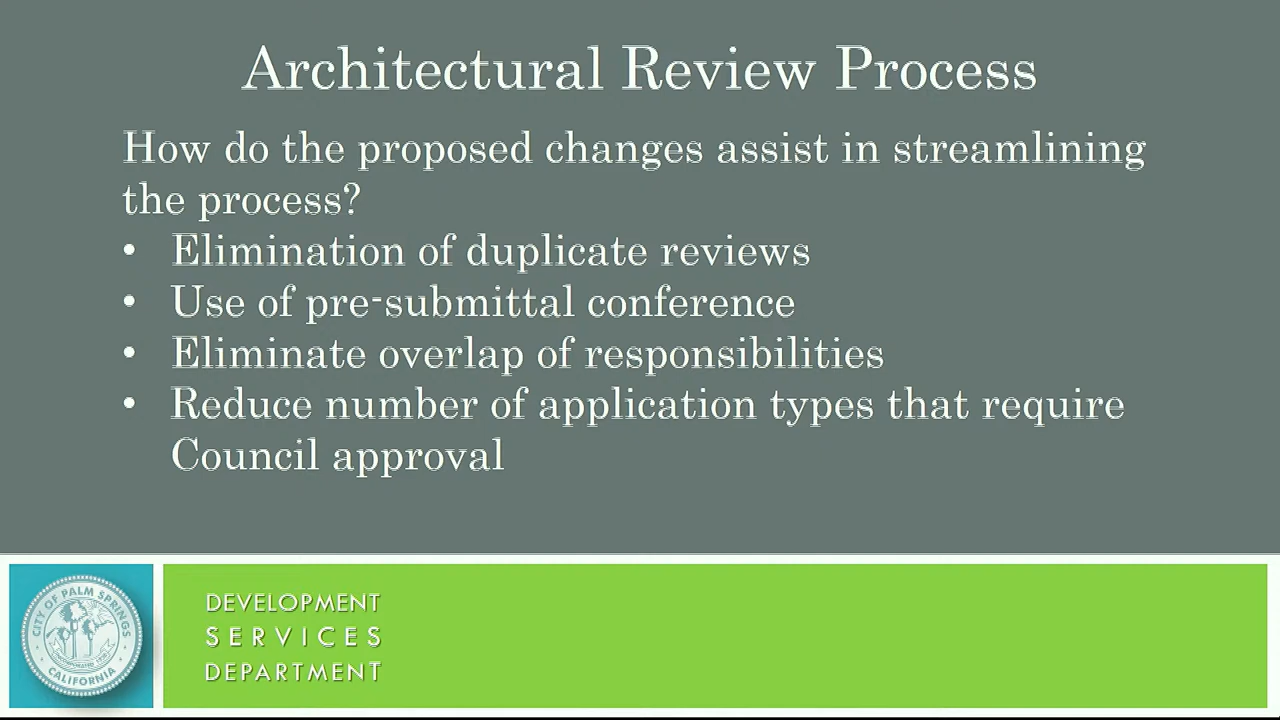 Architectural Review Process
How do the proposed changes assist in streamlining
the process?
• Elimination of duplicate reviews
• Use of pre-submittal conference
• Eliminate overlap of responsibilities
• Reduce number of application types that require
Council approval
CITY OF PALM SPRINGS
CALIFORNIA
DEVELOPMENT
SERVICES
DEPARTMENT